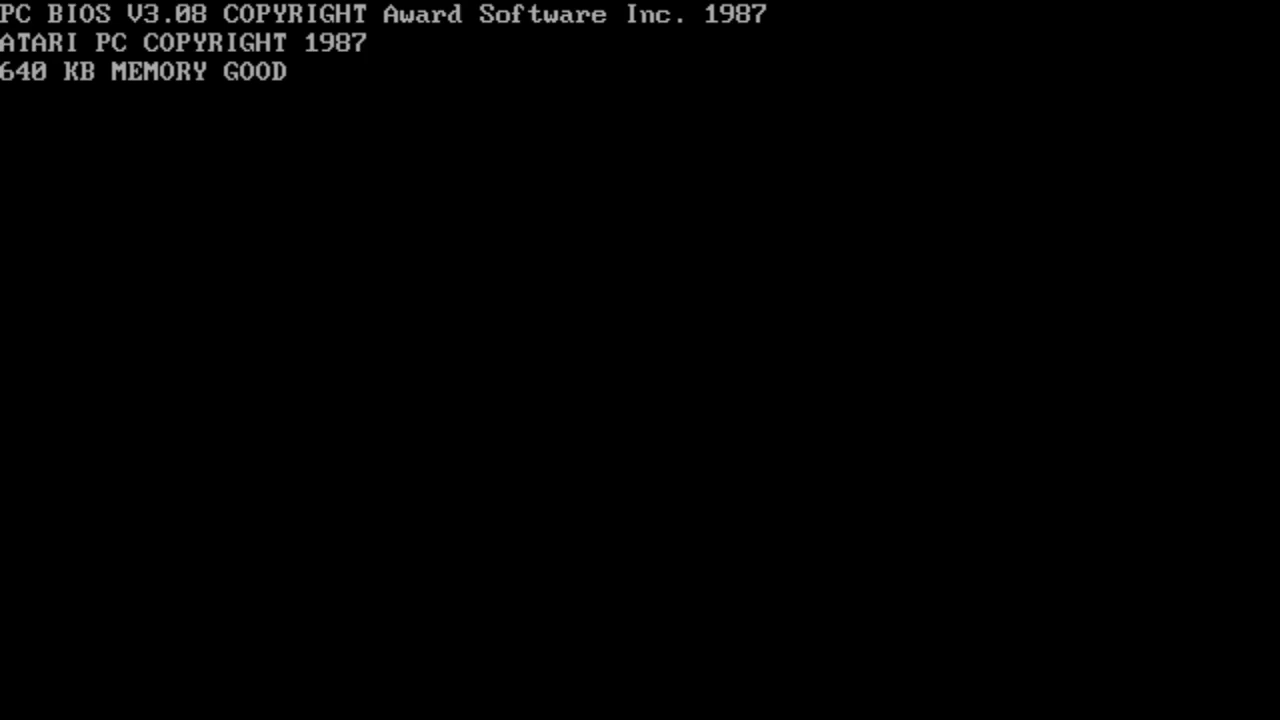 PC BIOS V3.08 COPYRIGHT Award Software Inc. 1987
ATARI PC COPYRIGHT 1987
640 KB MEMORY GOOD